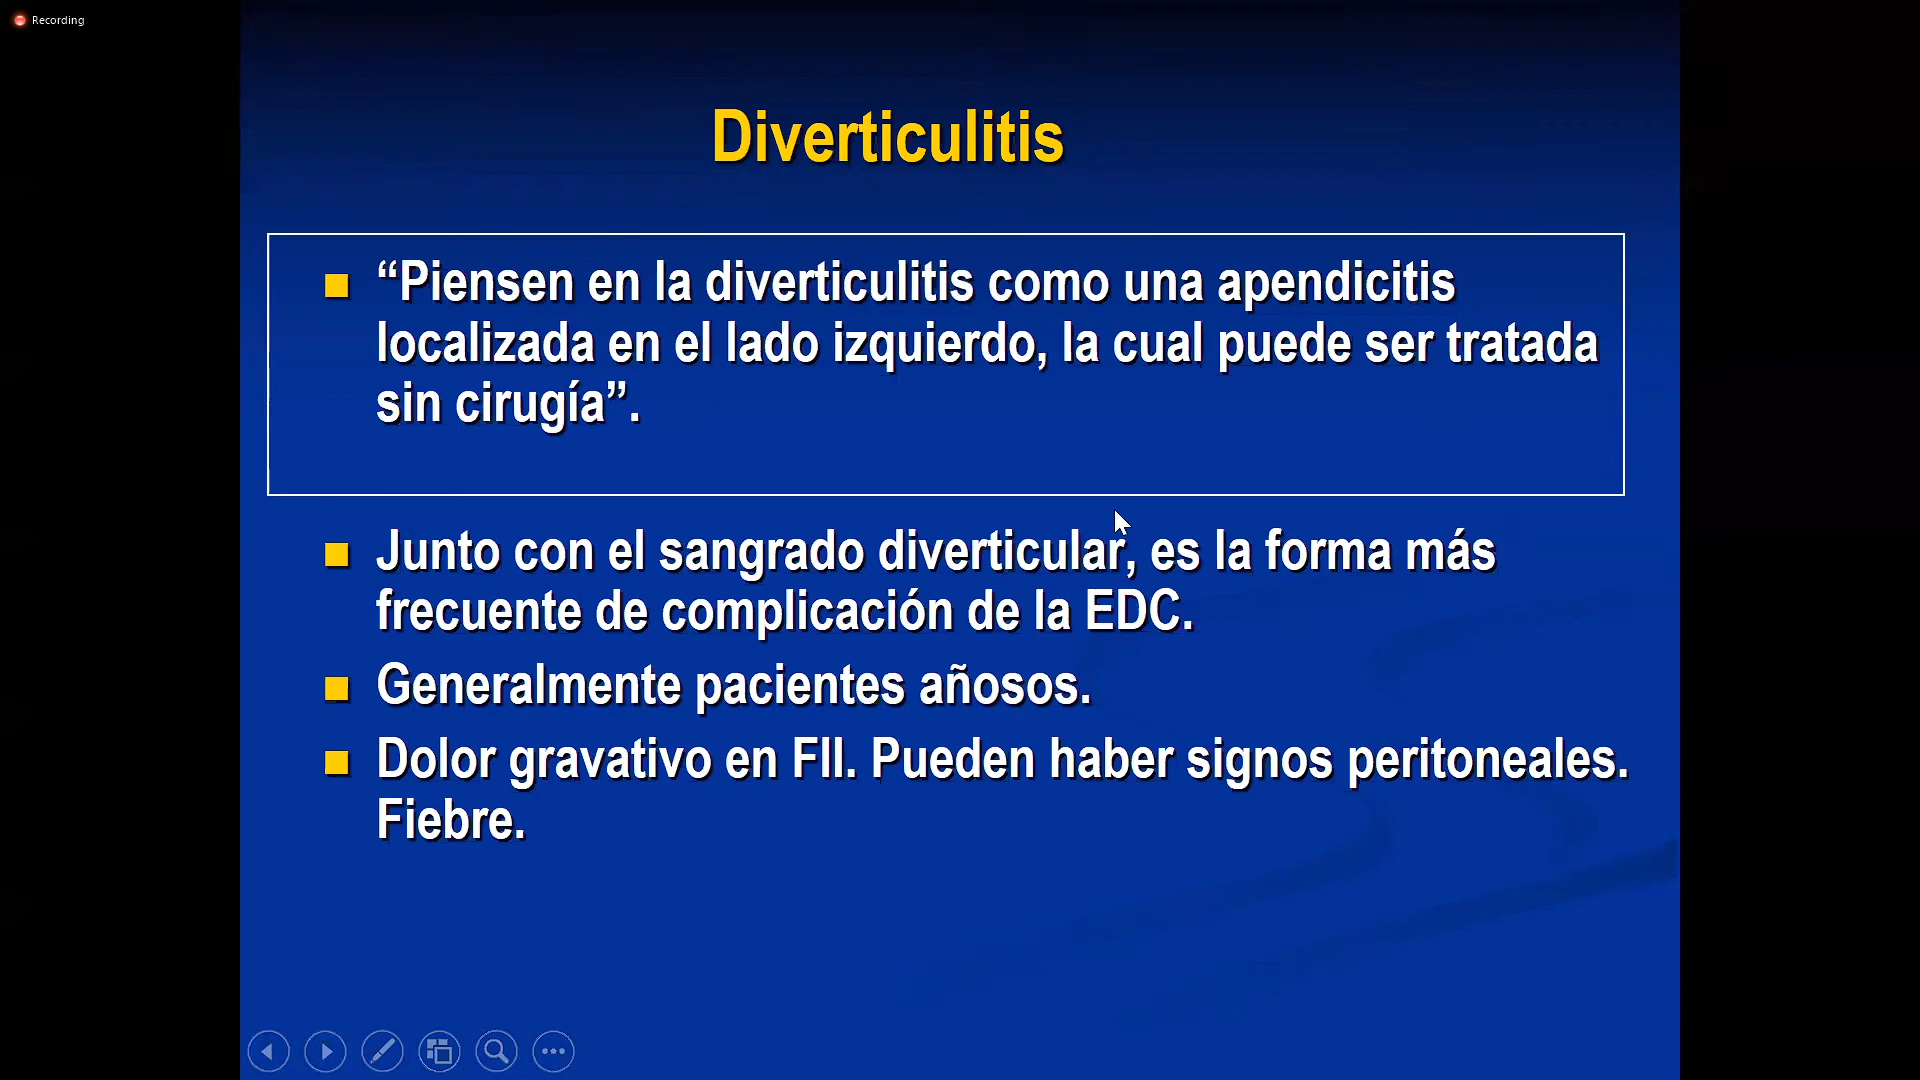 Recording
Diverticulitis
“Piensen en la diverticulitis como una apendicitis
localizada en el lado izquierdo, la cual puede ser tratada
sin cirugía”.
Junto con el sangrado diverticular, es la forma más
frecuente de complicación de la EDC.
Generalmente pacientes añosos.
Dolor gravativo en FII. Pueden haber signos peritoneales.
Fiebre.